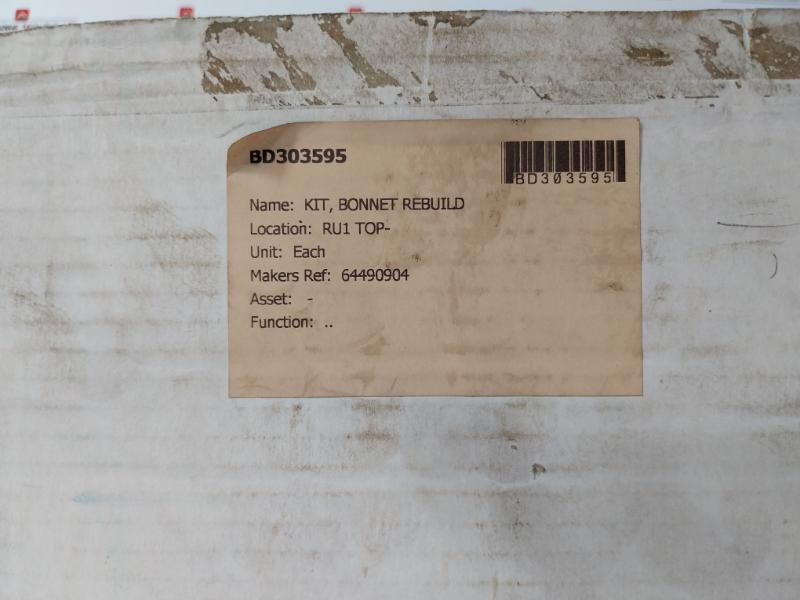 BD303595
BD303595
Name: KIT, BONNET REBUILD
Location: RU1 TOP-
Unit: Each
Makers Ref: 64490904
Asset: -
Function: ..